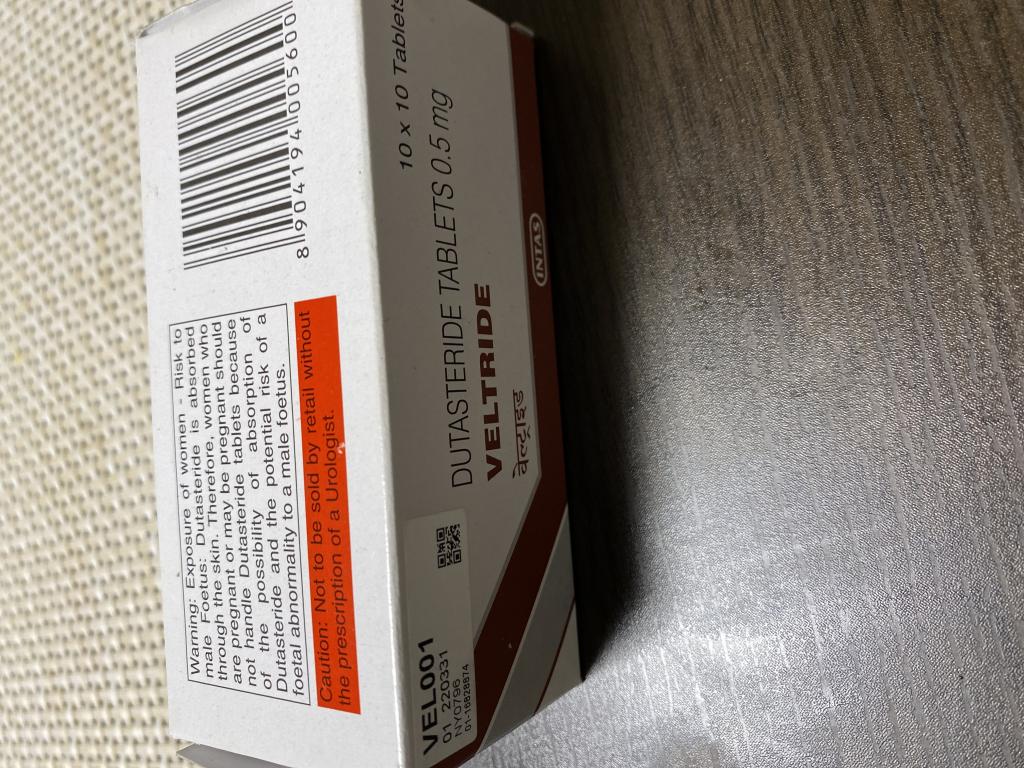 8 904194 005600
Warning: Exposure of women - Risk to
male Foetus: Dutasteride is absorbed
through the skin. Therefore, women who
are pregnant or may be pregnant should
not handle Dutasteride tablets because
of the possibility of absorption of
Dutasteride and the potential risk of a
foetal abnormality to a male foetus.
Caution: Not to be sold by retail without
the prescription of a Urologist.
10 x 10 Tablets
DUTASTERIDE TABLETS 0.5 mg
VELTRIDE
वेल्ट्राइड
INTAS
VEL001
01 220331
NY0796
01-16828874